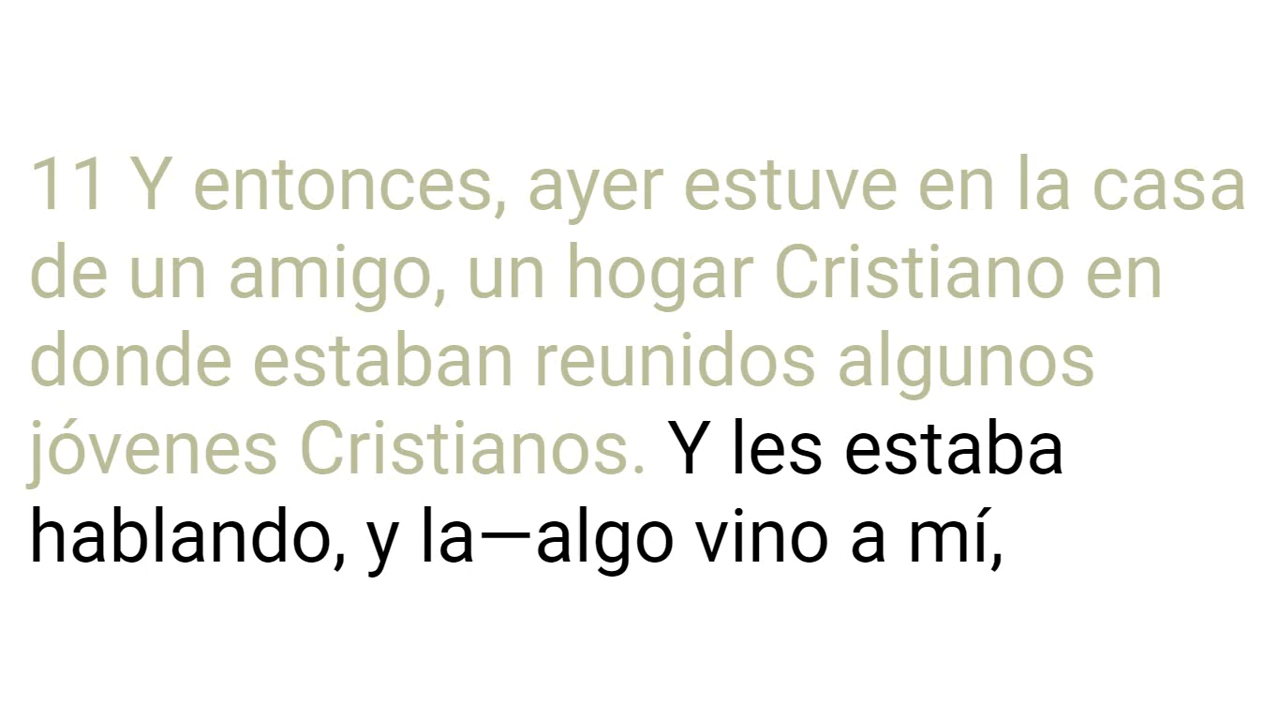 11 Y entonces, ayer estuve en la casa
de un amigo, un hogar Cristiano en
donde estaban reunidos algunos
jóvenes Cristianos. Y les estaba
hablando, y la—algo vino a mí,